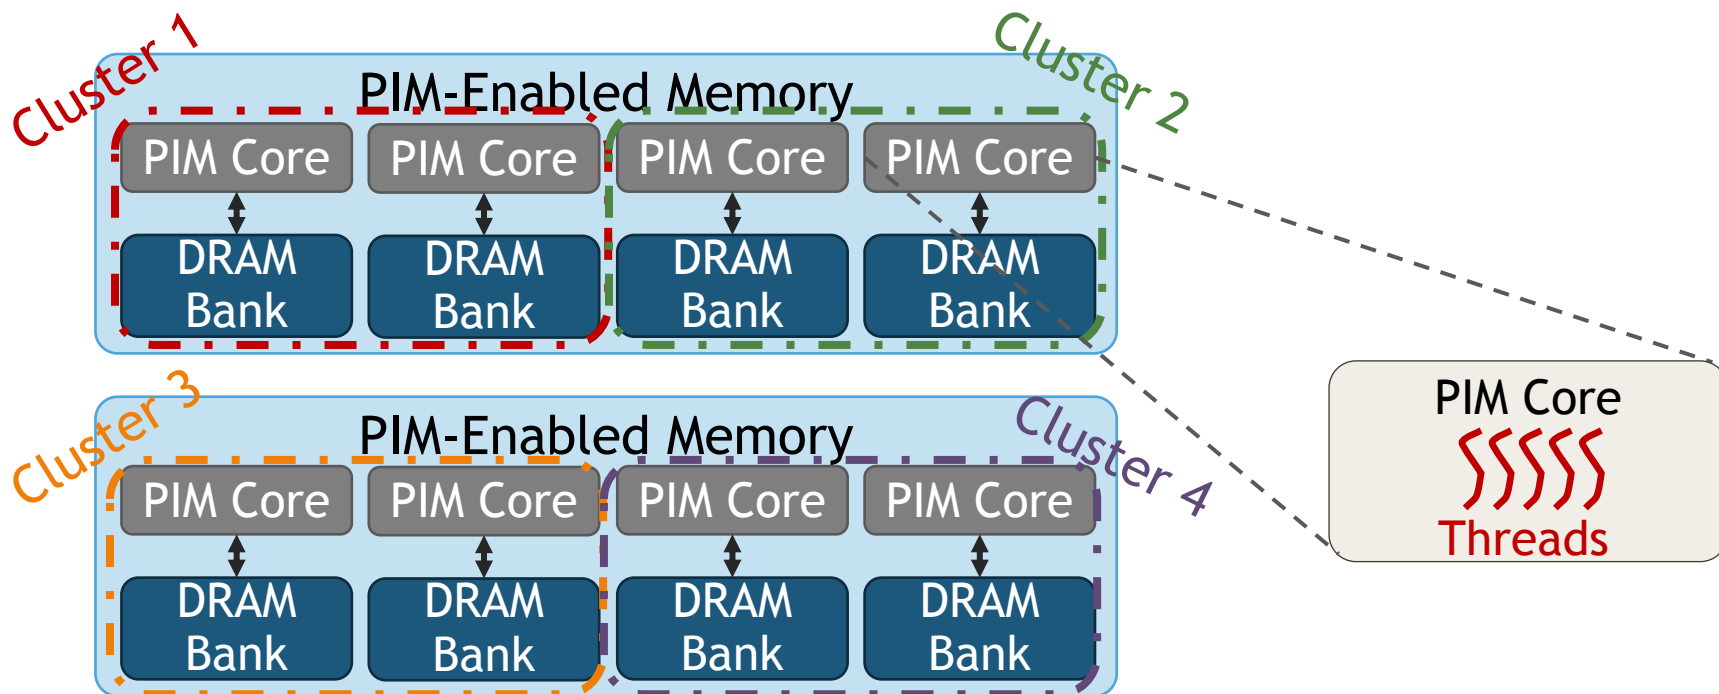 Cluster 1
Cluster 2
PIM-Enabled Memory
PIM Core
PIM Core
PIM Core
PIM Core
DRAM
Bank
DRAM
Bank
DRAM
Bank
DRAM
Bank
Cluster 3
Cluster 4
PIM-Enabled Memory
PIM Core
PIM Core
PIM Core
PIM Core
DRAM
Bank
DRAM
Bank
DRAM
Bank
DRAM
Bank
PIM Core
Threads